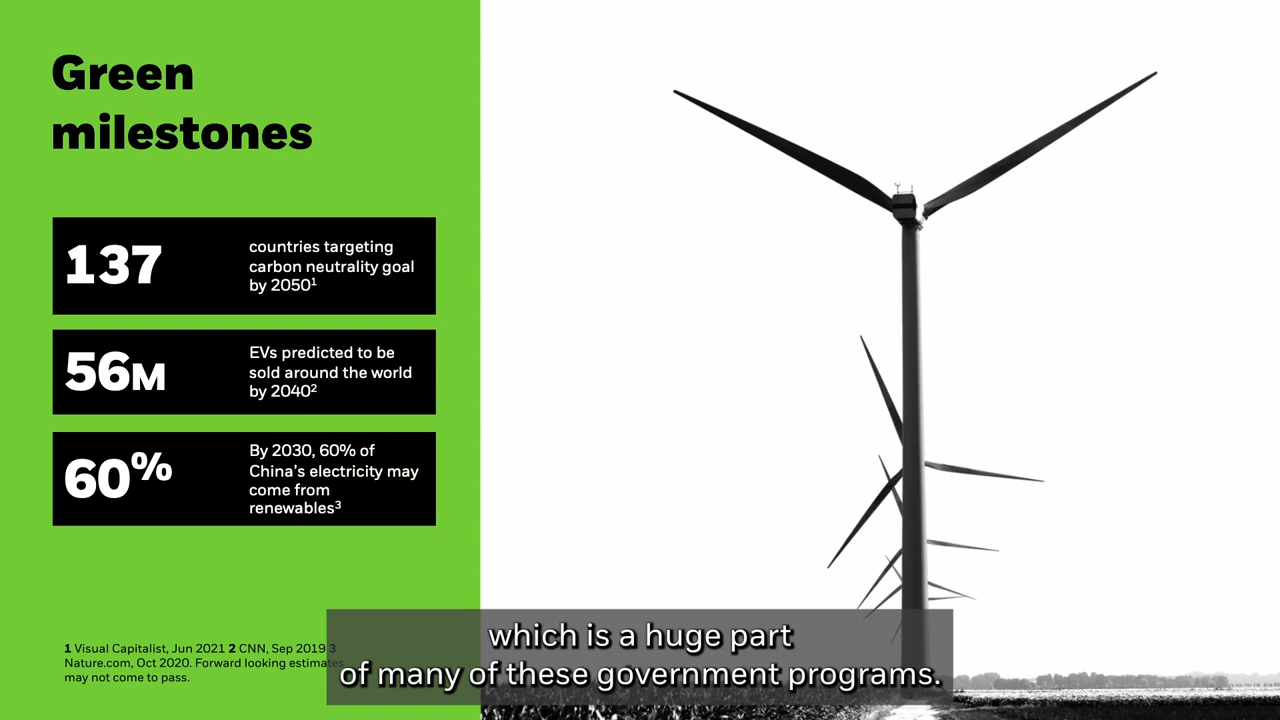 Green
milestones
137
countries targeting
carbon neutrality goal
by 2050¹
56M
EVs predicted to be
sold around the world
by 2040²
60%
By 2030, 60% of
China's electricity may
come from
renewables³
1 Visual Capitalist, Jun 2021 2 CNN, Sep 2019 3
Nature.com, Oct 2020. Forward looking estimates
may not come to pass.
which is a huge part
of many of these government programs.